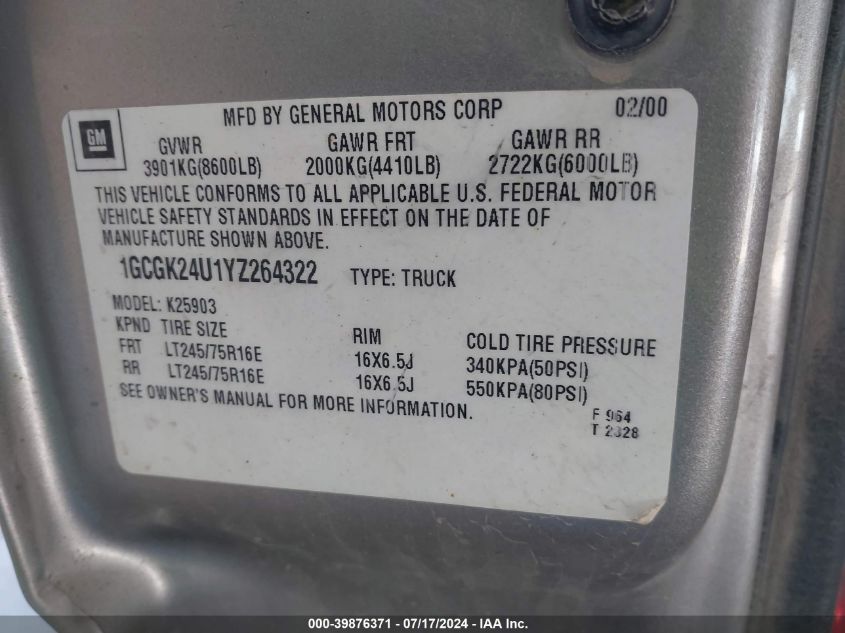 MFD BY GENERAL MOTORS CORP 02/00
GM
GVWR GAWR FRT GAWR RR
3901KG(8600LB) 2000KG(4410LB) 2722KG(6000LB)
THIS VEHICLE CONFORMS TO ALL APPLICABLE U.S. FEDERAL MOTOR
VEHICLE SAFETY STANDARDS IN EFFECT ON THE DATE OF
MANUFACTURE SHOWN ABOVE.
1GCGK24U1YZ264322 TYPE: TRUCK
MODEL: K25903
KPND TIRE SIZE RIM COLD TIRE PRESSURE
FRT LT245/75R16E 16X6.5J 340KPA(50PSI)
RR LT245/75R16E 16X6.5J 550KPA(80PSI)
SEE OWNER'S MANUAL FOR MORE INFORMATION.
F 964
T
000-39876371 - 07/17/2024 - IAA Inc.